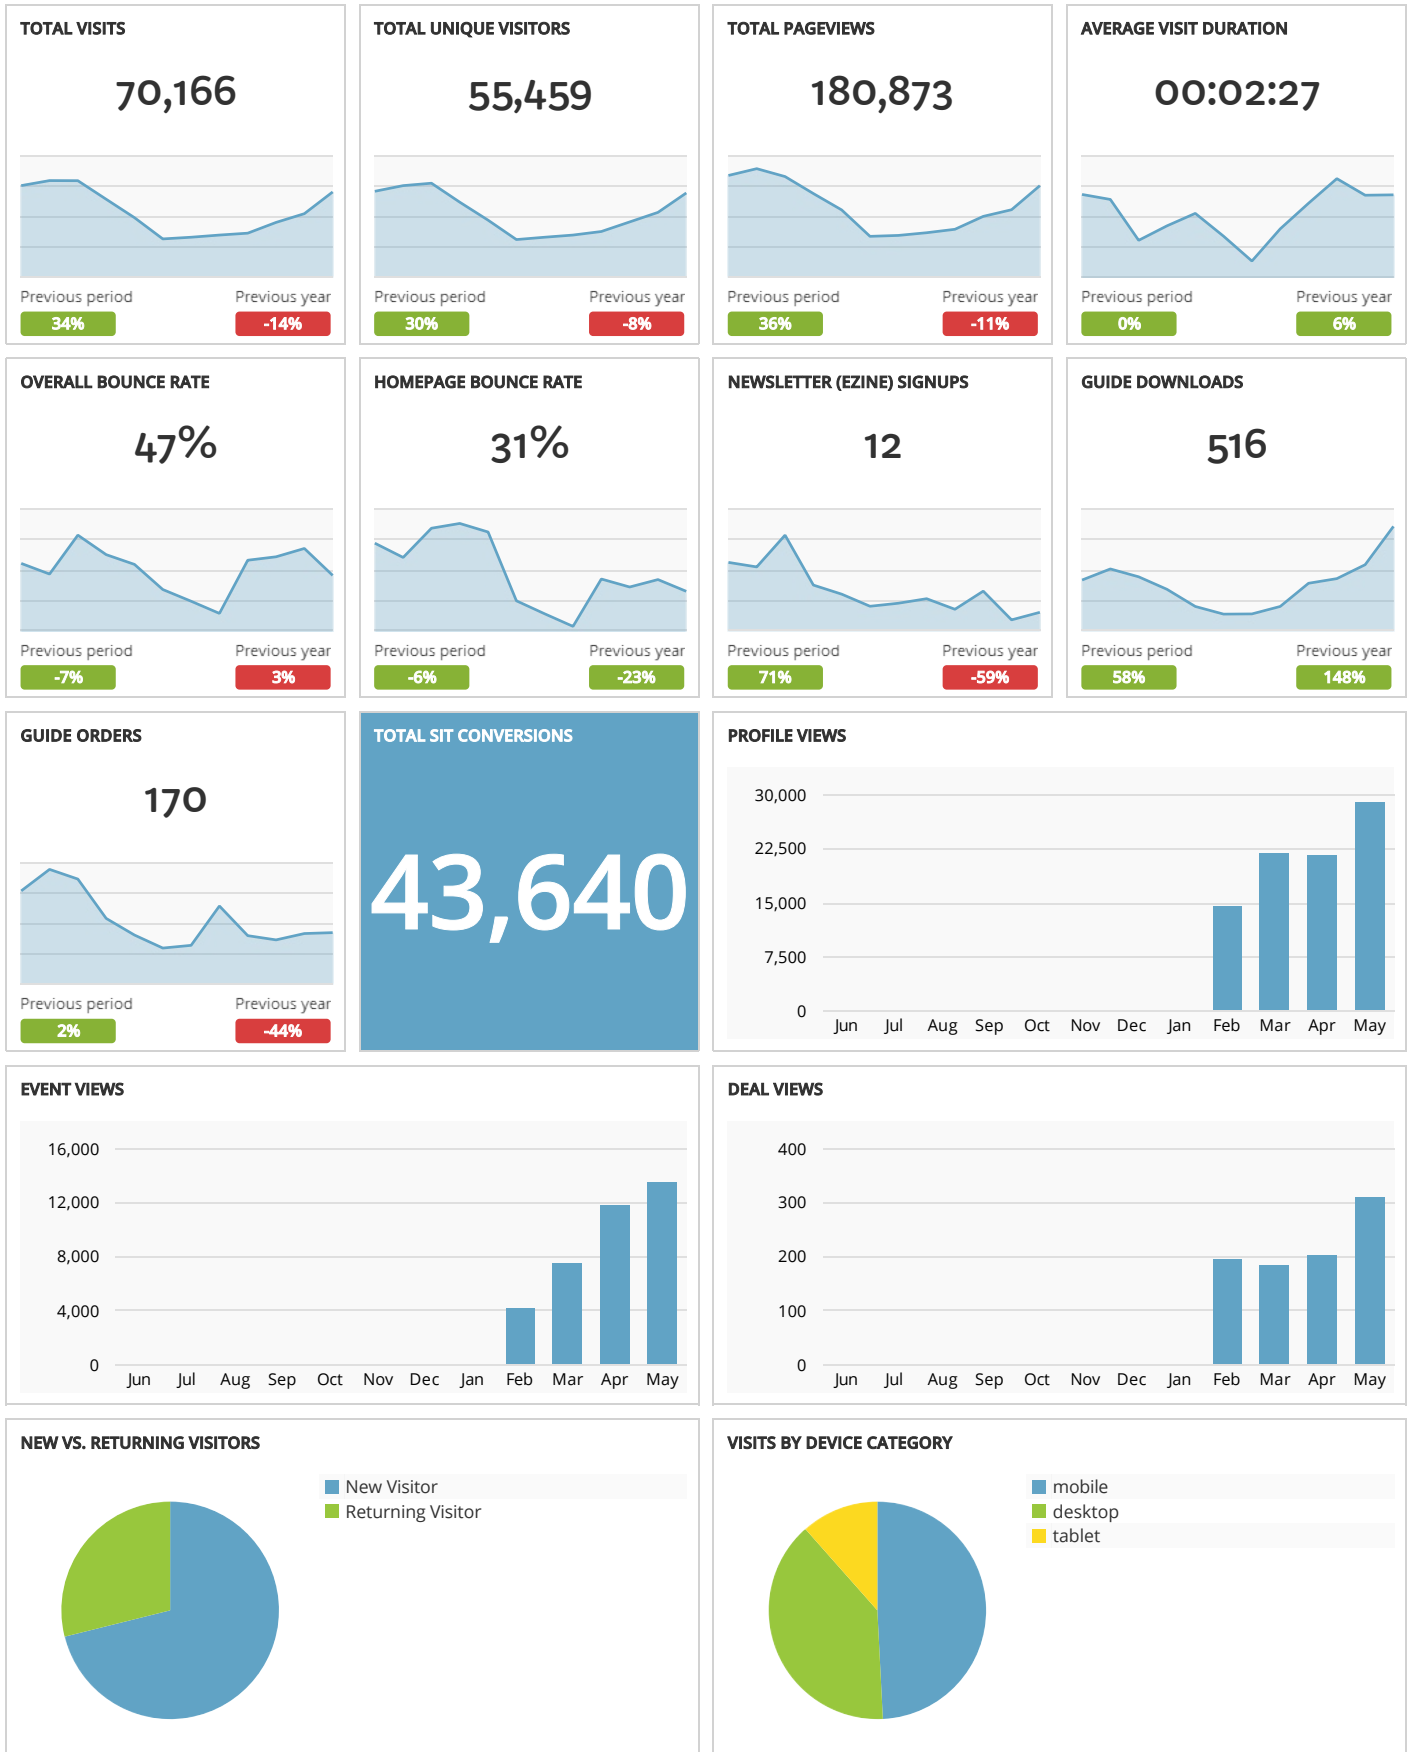 TOTAL VISITS
70,166
Previous period
Previous year
34%
-14%
TOTAL UNIQUE VISITORS
55,459
Previous period
Previous year
30%
-8%
TOTAL PAGEVIEWS
180,873
Previous period
Previous year
36%
-11%
AVERAGE VISIT DURATION
00:02:27
Previous period
Previous year
0%
6%
OVERALL BOUNCE RATE
47%
Previous period
Previous year
-7%
3%
HOMEPAGE BOUNCE RATE
31%
Previous period
Previous year
-6%
-23%
NEWSLETTER (EZINE) SIGNUPS
12
Previous period
Previous year
71%
-59%
GUIDE DOWNLOADS
516
Previous period
Previous year
58%
148%
GUIDE ORDERS
170
Previous period
Previous year
2%
-44%
TOTAL SIT CONVERSIONS
43,640
PROFILE VIEWS
30,000
22,500
15,000
7,500
0
Jun Jul Aug Sep Oct Nov Dec Jan Feb Mar Apr May
EVENT VIEWS
16,000
12,000
8,000
4,000
0
Jun Jul Aug Sep Oct Nov Dec Jan Feb Mar Apr May
DEAL VIEWS
400
300
200
100
0
Jun Jul Aug Sep Oct Nov Dec Jan Feb Mar Apr May
NEW VS. RETURNING VISITORS
New Visitor
Returning Visitor
VISITS BY DEVICE CATEGORY
mobile
desktop
tablet